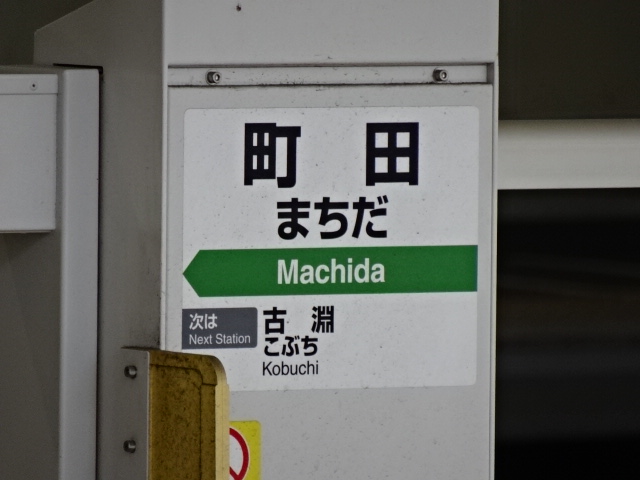 町 田
まちだ
Machida
次は
Next Station
古 淵
こぶち
Kobuchi